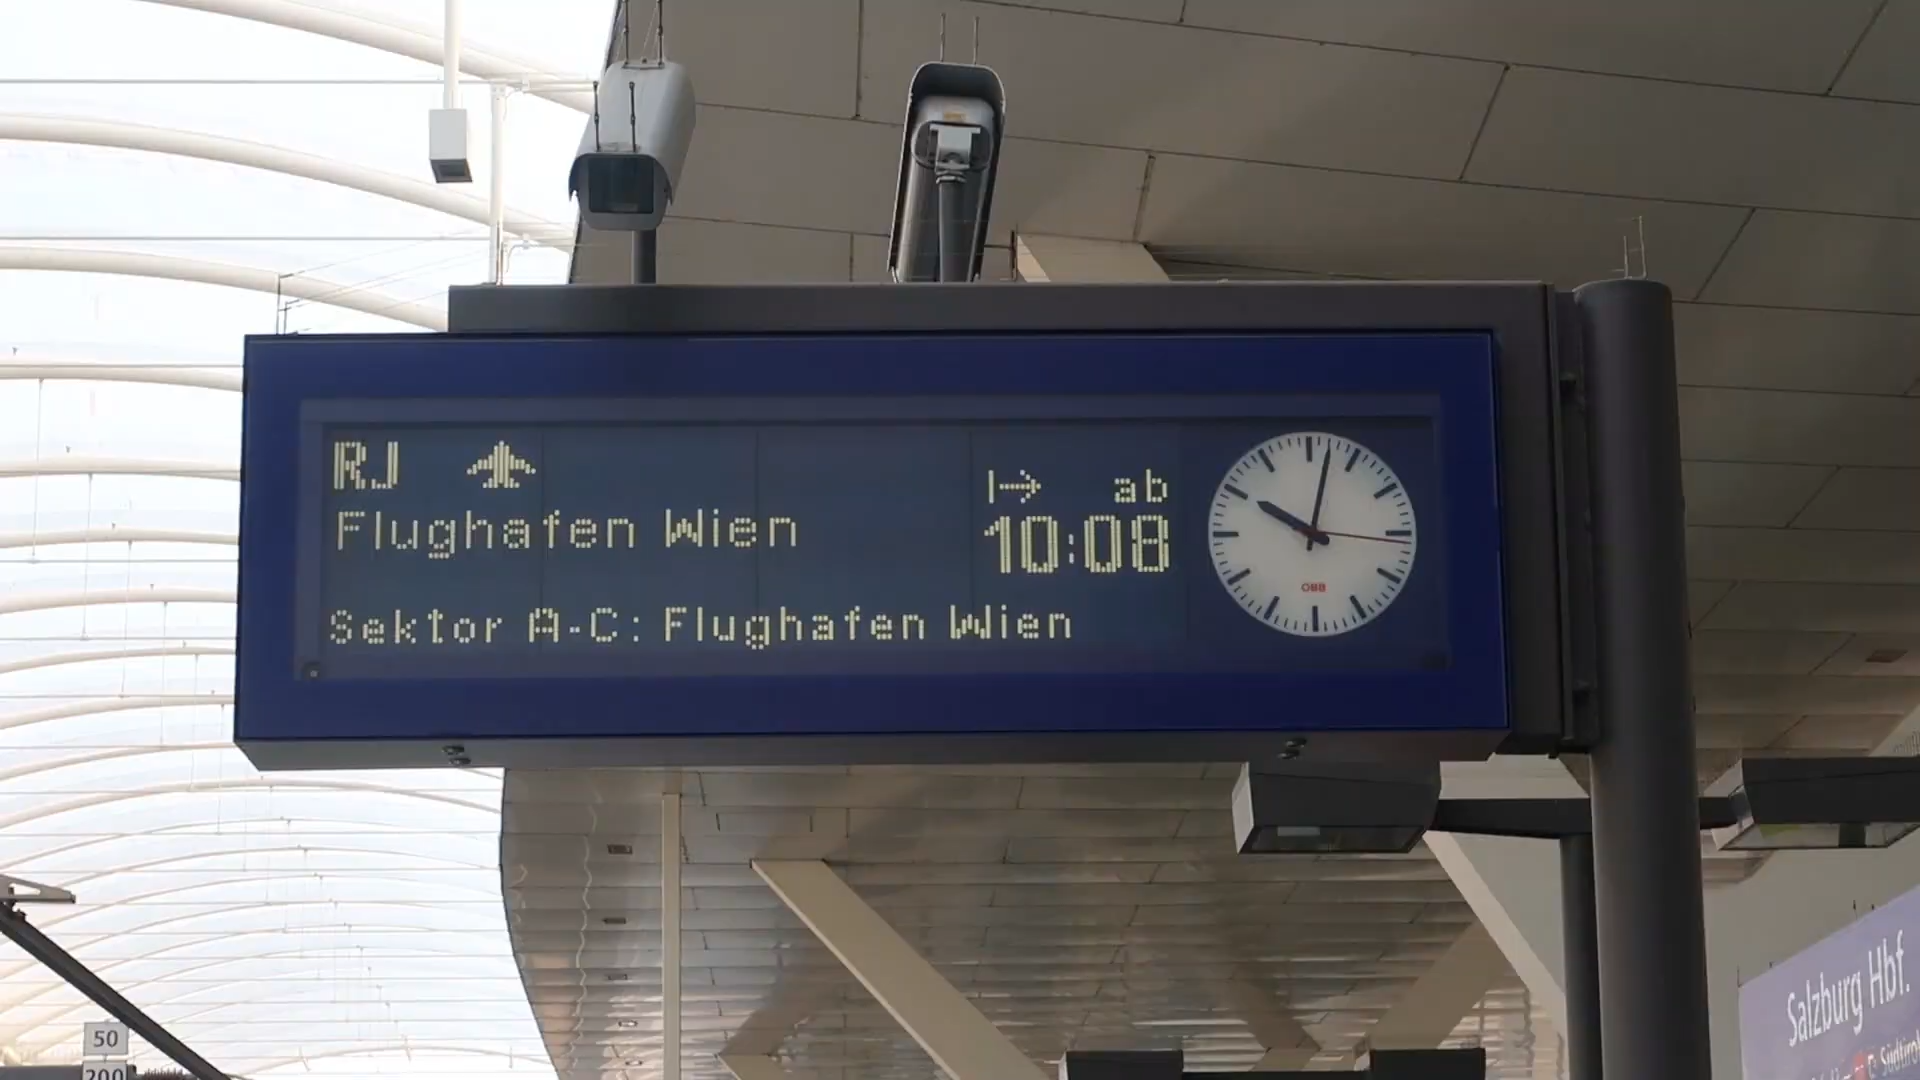 RJ
Flughafen Wien
ab
10:08
Sektor A-C: Flughafen Wien
ÖBB
Salzburg Hbf.
50
200